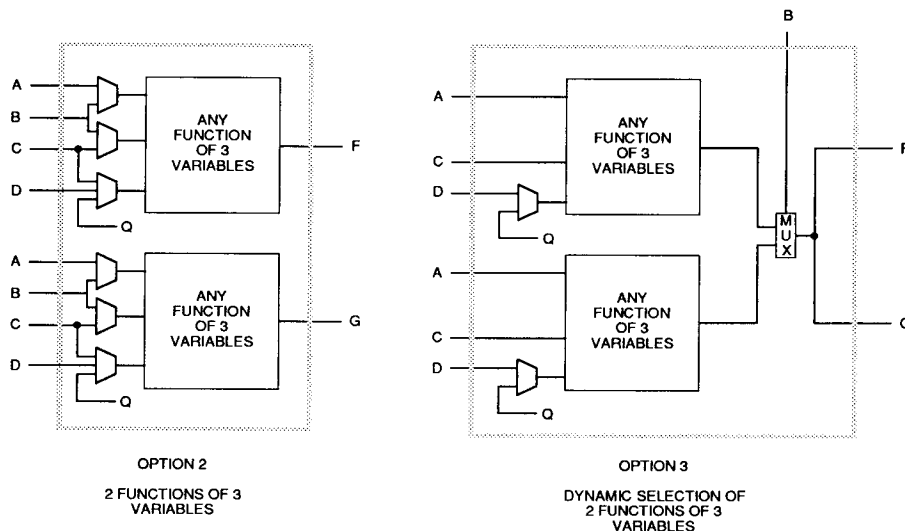 A
B
C
D
Q
ANY
FUNCTION
OF 3
VARIABLES
F
A
B
C
D
Q
ANY
FUNCTION
OF 3
VARIABLES
G
OPTION 2
2 FUNCTIONS OF 3
VARIABLES
B
A
C
D
Q
ANY
FUNCTION
OF 3
VARIABLES
A
C
D
Q
ANY
FUNCTION
OF 3
VARIABLES
MUX
OPTION 3
DYNAMIC SELECTION OF
2 FUNCTIONS OF 3
VARIABLES